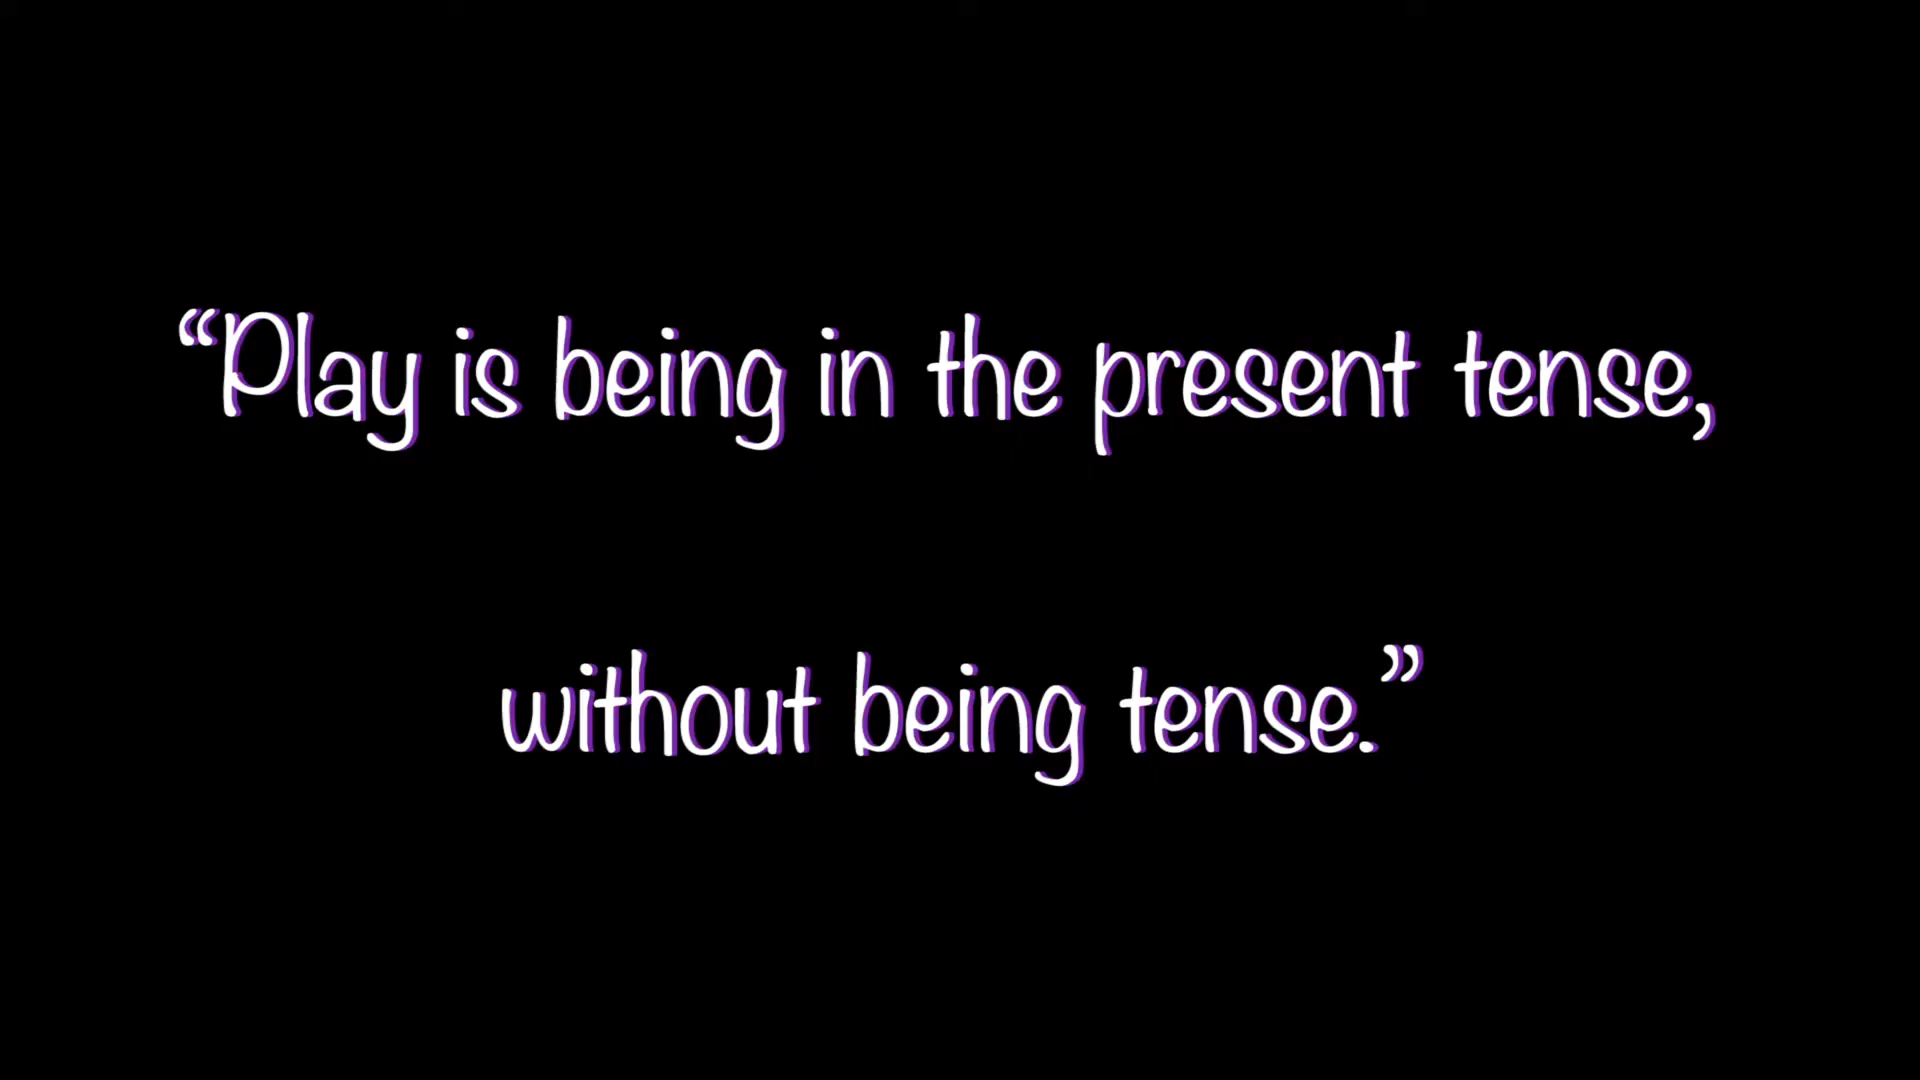 “Play is being in the present tense,
without being tense.”